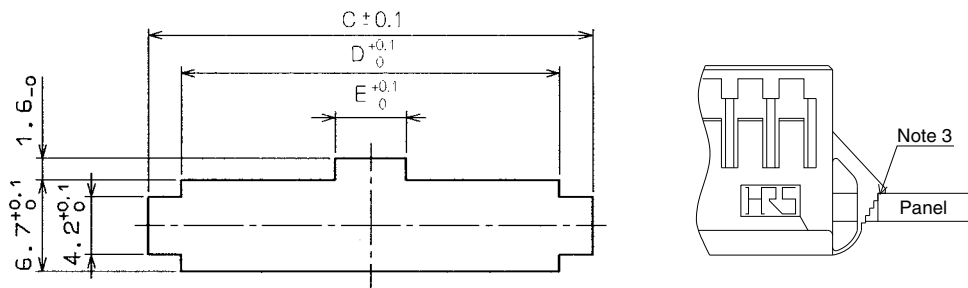 C ±0.1
D +0.1 0
E +0.1 0
1.6 -0
6.7 +0.1 0
4.2 +0.1 0
HRS
Note 3
Panel